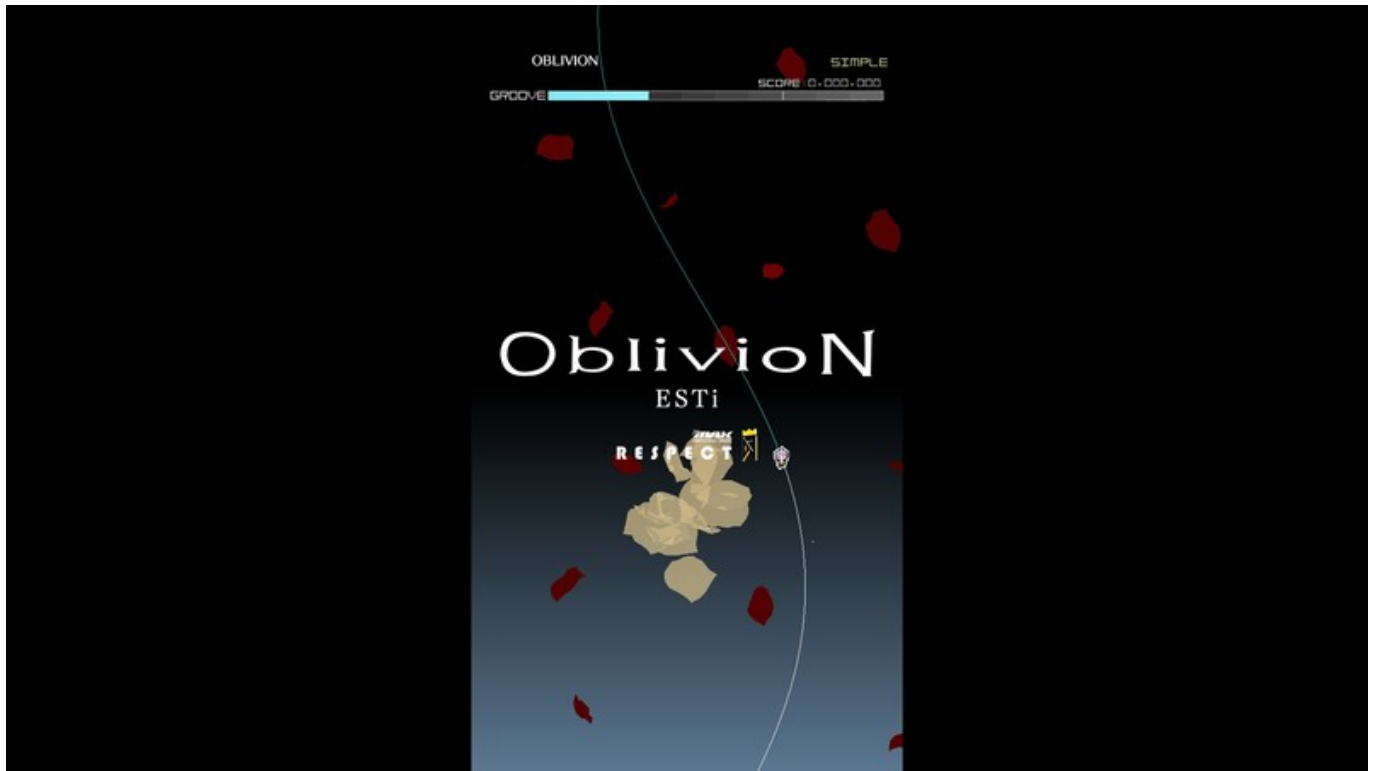 OBLIVION
SIMPLE
SCORE 0,000,000
GROOVE
OblivioN
ESTi
RESPECT